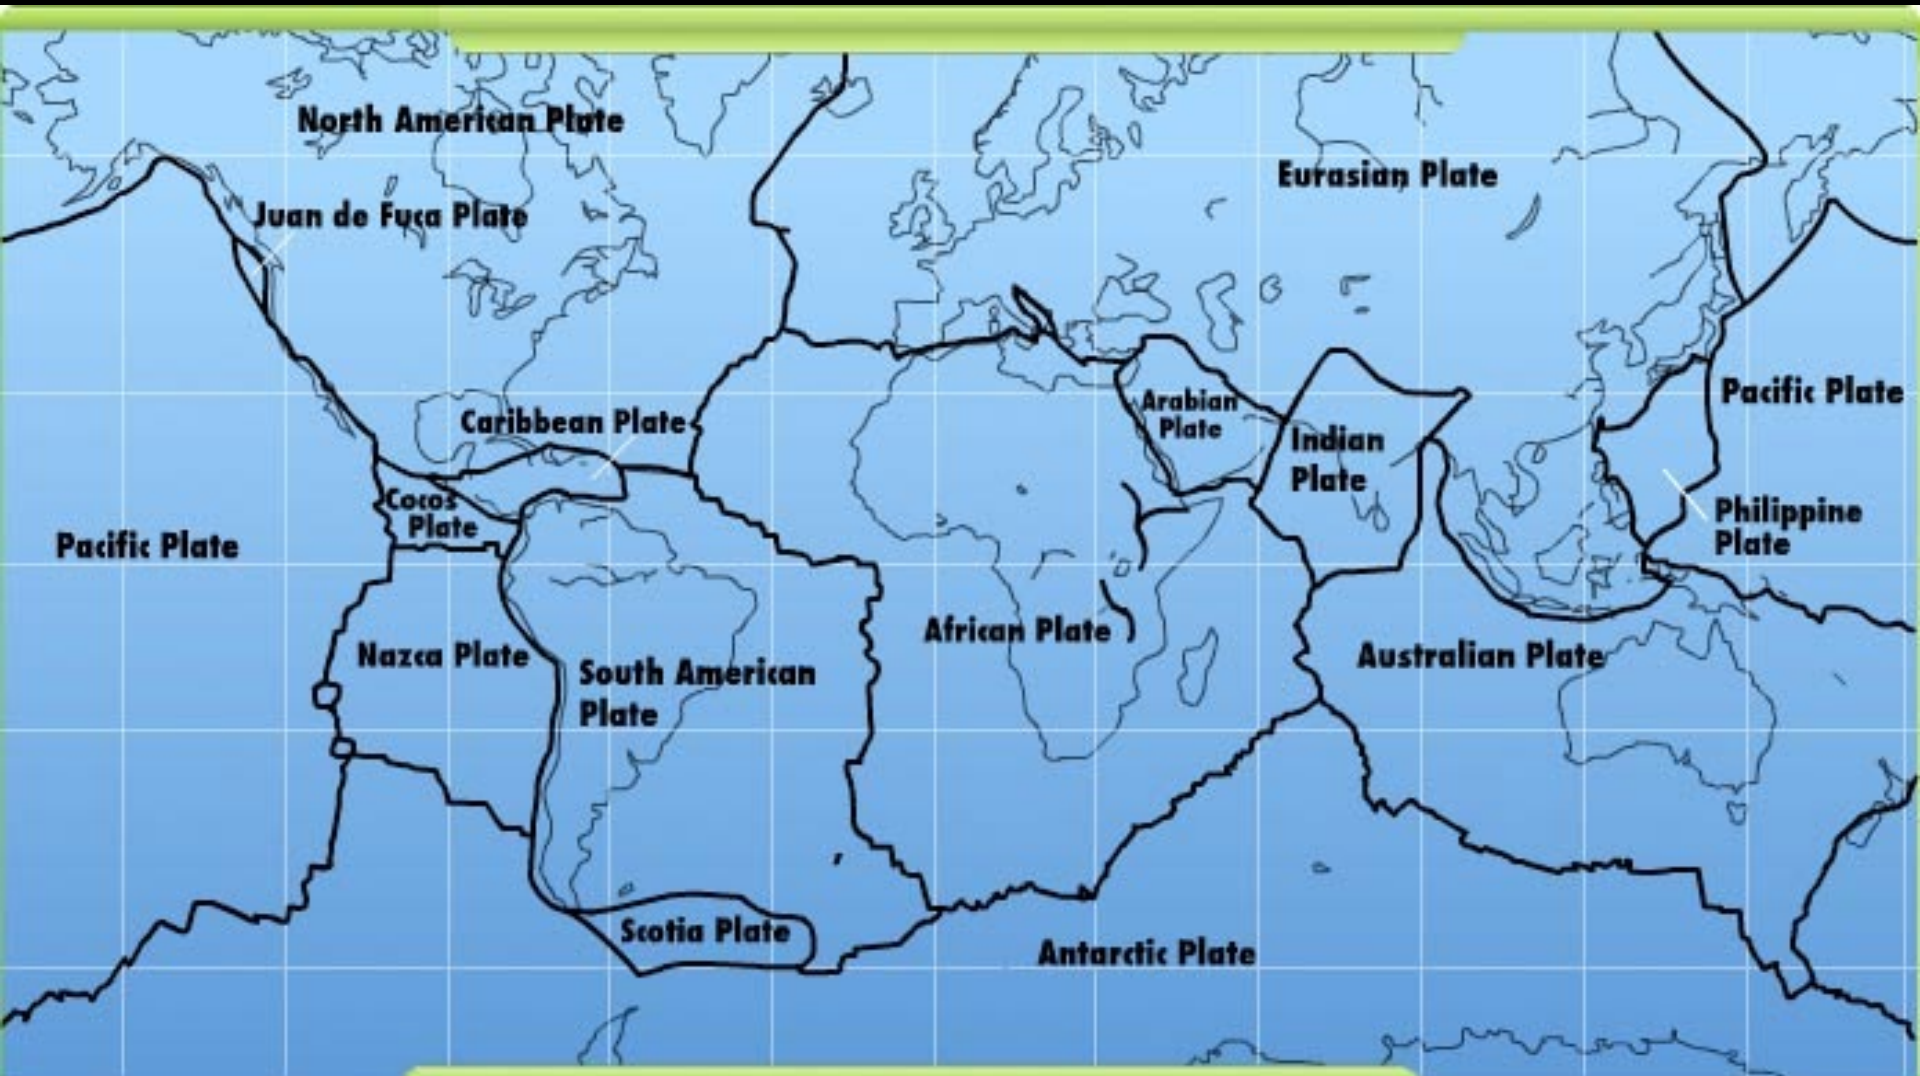 North American Plate
Eurasian Plate
Juan de Fuca Plate
Caribbean Plate
Arabian
Plate
Indian
Plate
Pacific Plate
Cocos
Plate
Philippine
Plate
Pacific Plate
Nazca Plate
South American
Plate
African Plate
Australian Plate
Scotia Plate
Antarctic Plate